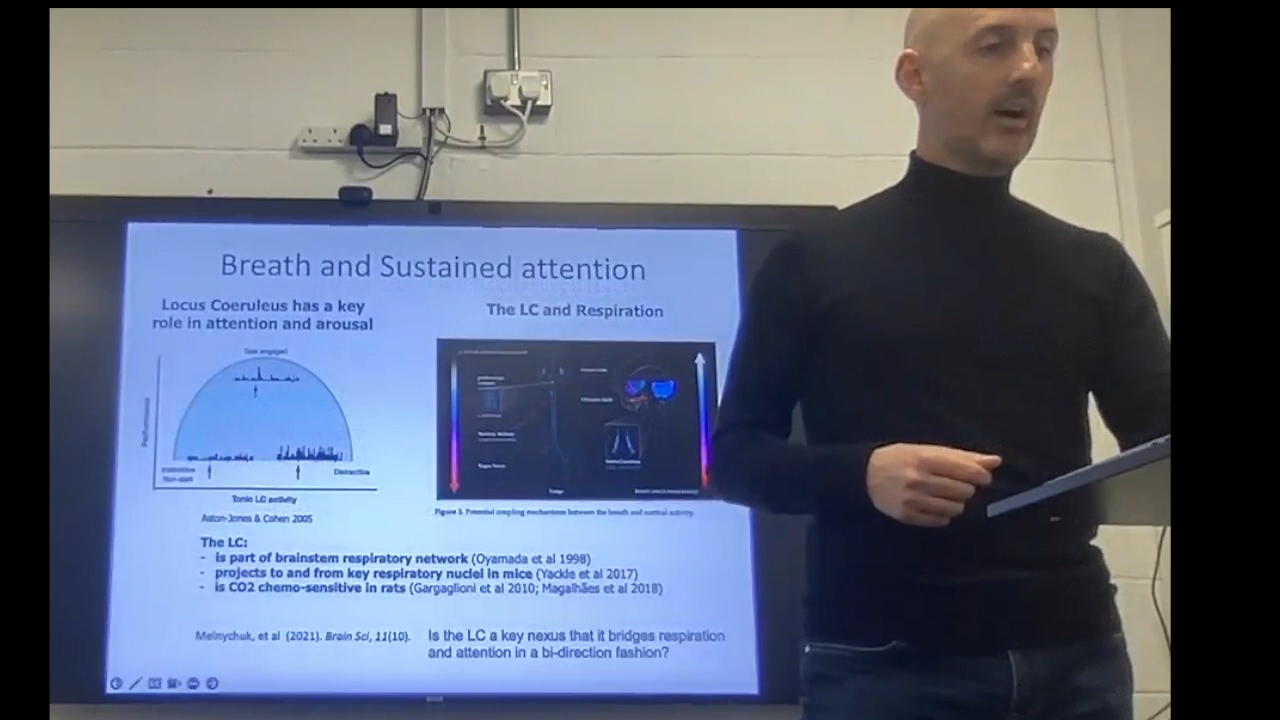 Breath and Sustained attention
Locus Coeruleus has a key
role in attention and arousal
The LC and Respiration
Task engaged
Performance
Distractible
Tonic LC activity
Aston-Jones & Cohen 2005
Figure 3. Potential coupling mechanisms between the breath and cortical activity.
The LC:
- is part of brainstem respiratory network (Oyamada et al 1998)
- projects to and from key respiratory nuclei in mice (Yackle et al 2017)
- is CO2 chemo-sensitive in rats (Gargaglioni et al 2010; Magalhães et al 2018)
Melnychuk, et al (2021). Brain Sci, 11(10).
Is the LC a key nexus that it bridges respiration
and attention in a bi-direction fashion?